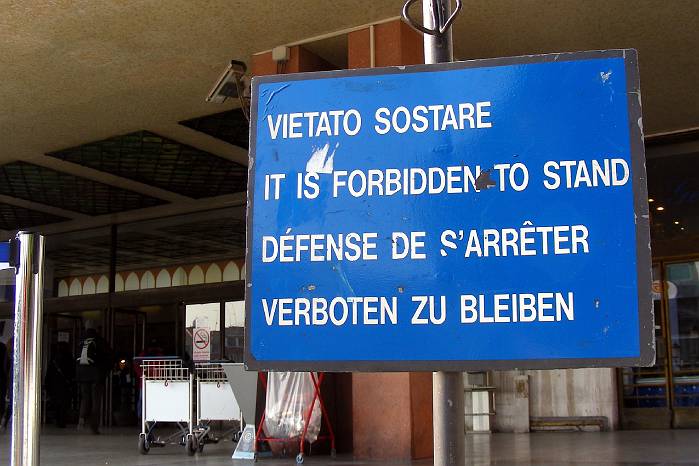 VIETATO SOSTARE
IT IS FORBIDDEN TO STAND
DÉFENSE DE S'ARRÊTER
VERBOTEN ZU BLEIBEN